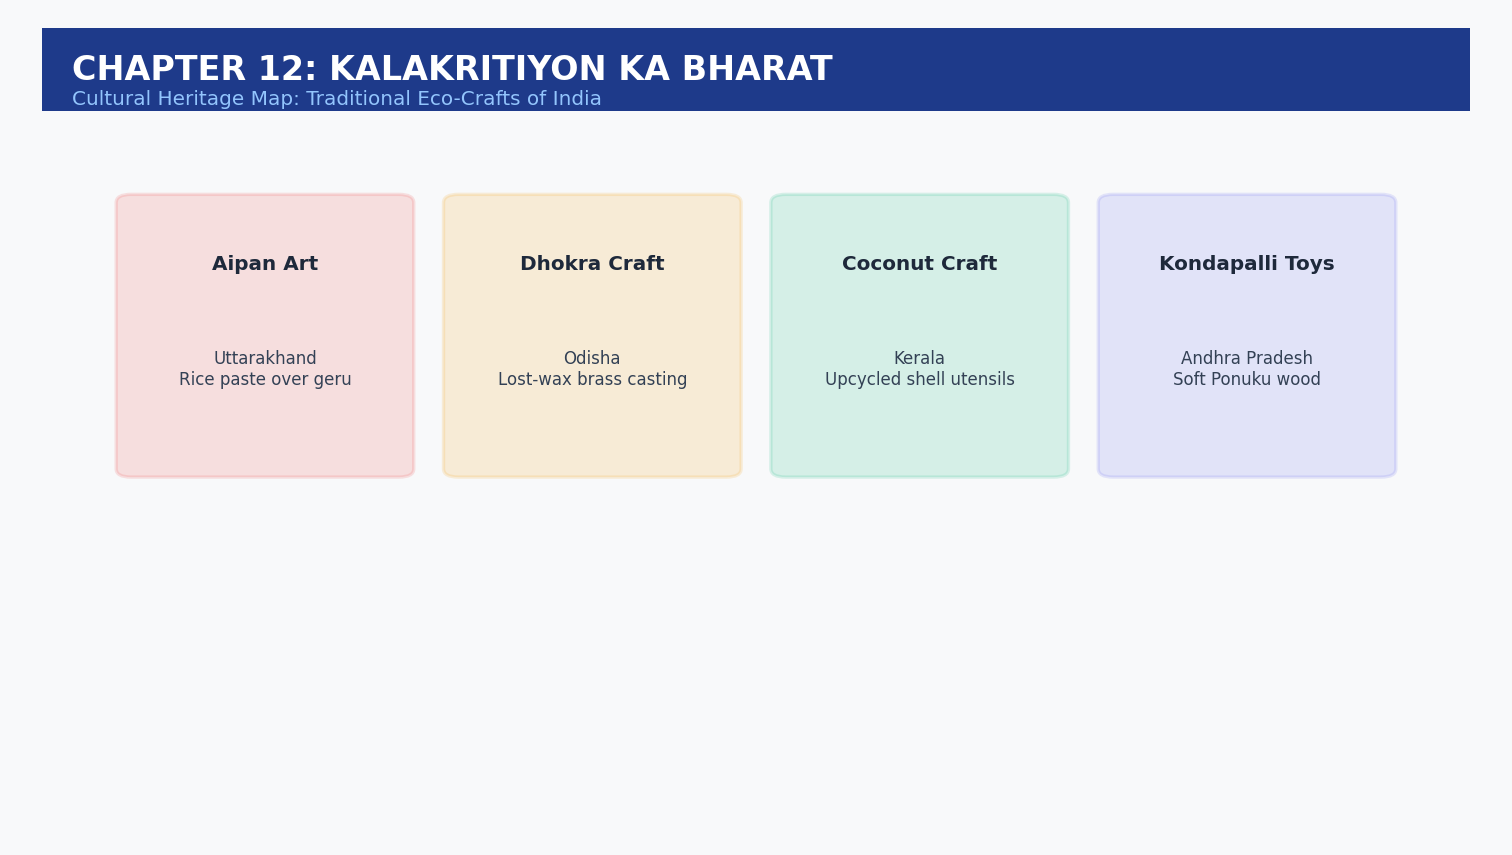 CHAPTER 12: KALAKRITIYON KA BHARAT
Cultural Heritage Map: Traditional Eco-Crafts of India
Aipan Art
Uttarakhand
Rice paste over geru
Dhokra Craft
Odisha
Lost-wax brass casting
Coconut Craft
Kerala
Upcycled shell utensils
Kondapalli Toys
Andhra Pradesh
Soft Ponuku wood